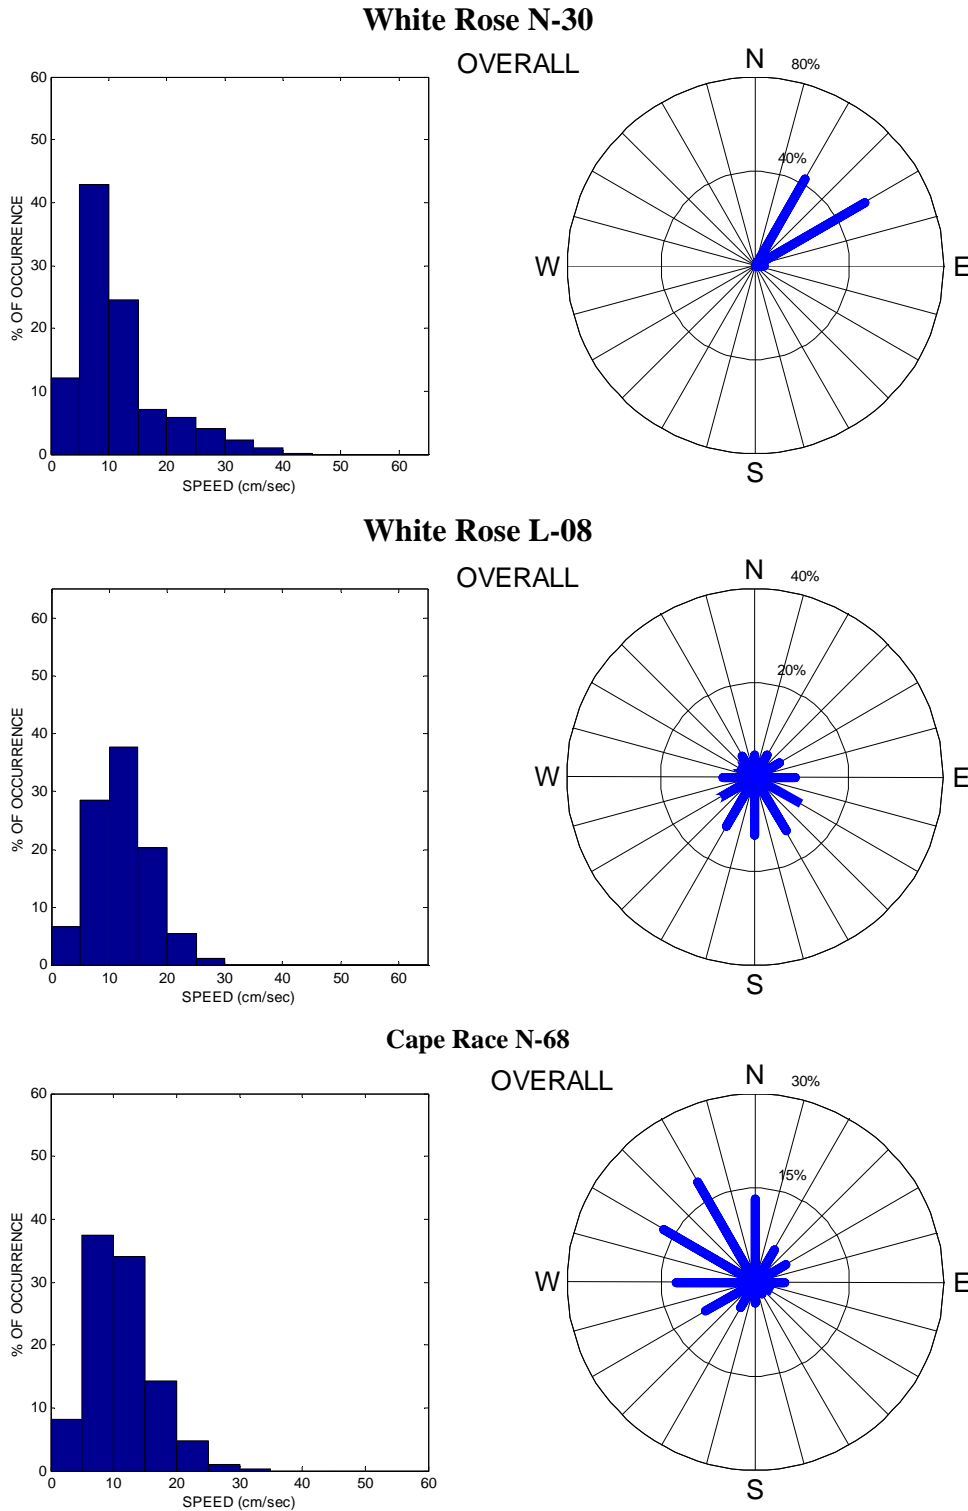 White Rose N-30
OVERALL
60
50
40
30
20
10
0
% OF OCCURRENCE
0 10 20 30 40 50 60
SPEED (cm/sec)
N
80%
40%
W
E
S
White Rose L-08
OVERALL
60
50
40
30
20
10
0
% OF OCCURRENCE
0 10 20 30 40 50 60
SPEED (cm/sec)
N
40%
20%
W
E
S
Cape Race N-68
OVERALL
60
50
40
30
20
10
0
% OF OCCURRENCE
0 10 20 30 40 50 60
SPEED (cm/sec)
N
30%
15%
W
E
S